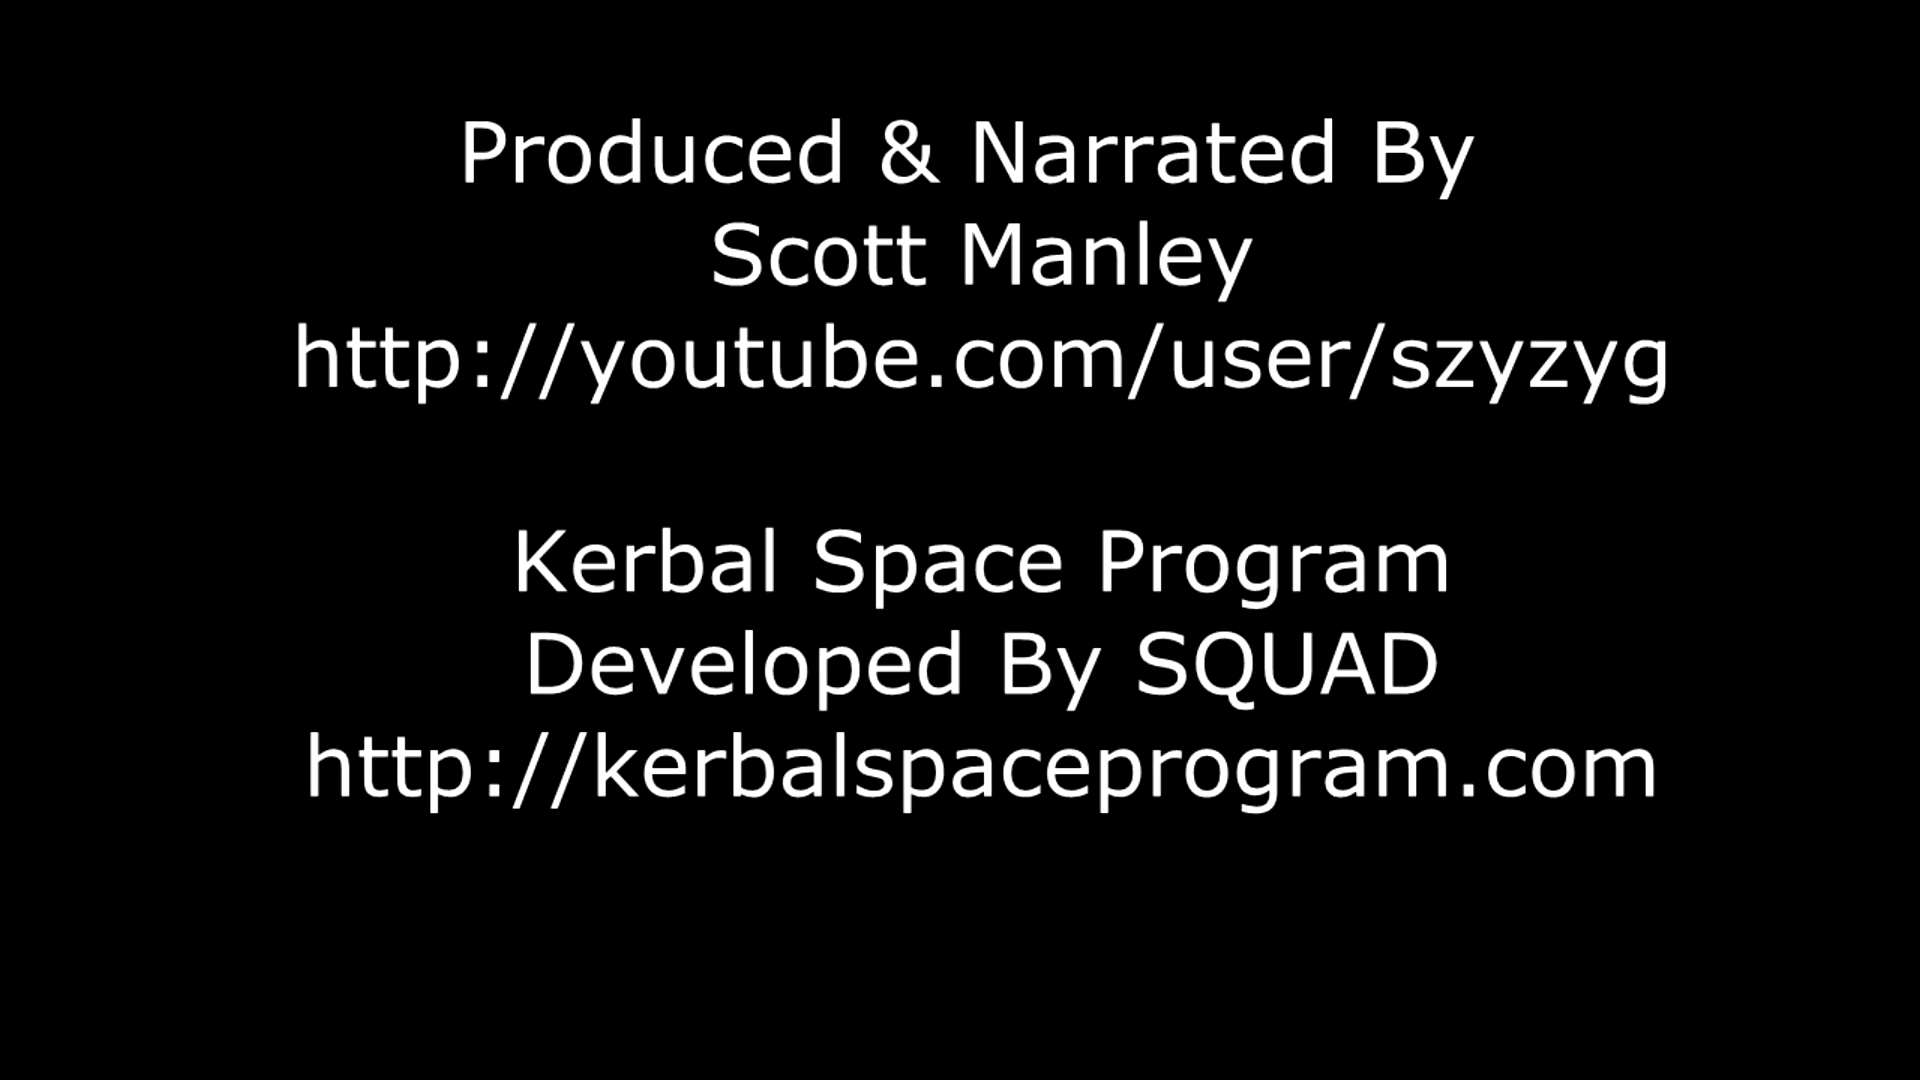 Produced & Narrated By
Scott Manley
http://youtube.com/user/szyzyg
Kerbal Space Program
Developed By SQUAD
http://kerbalspaceprogram.com